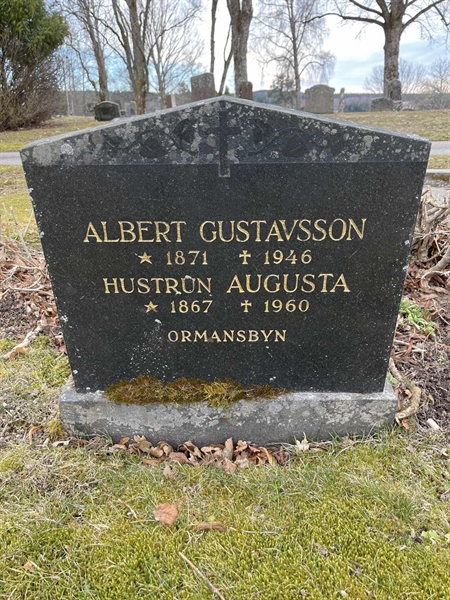 ALBERT GUSTAVSSON
★ 1871 ✝ 1946
HUSTRUN AUGUSTA
★ 1867 ✝ 1960
ORMANSBYN